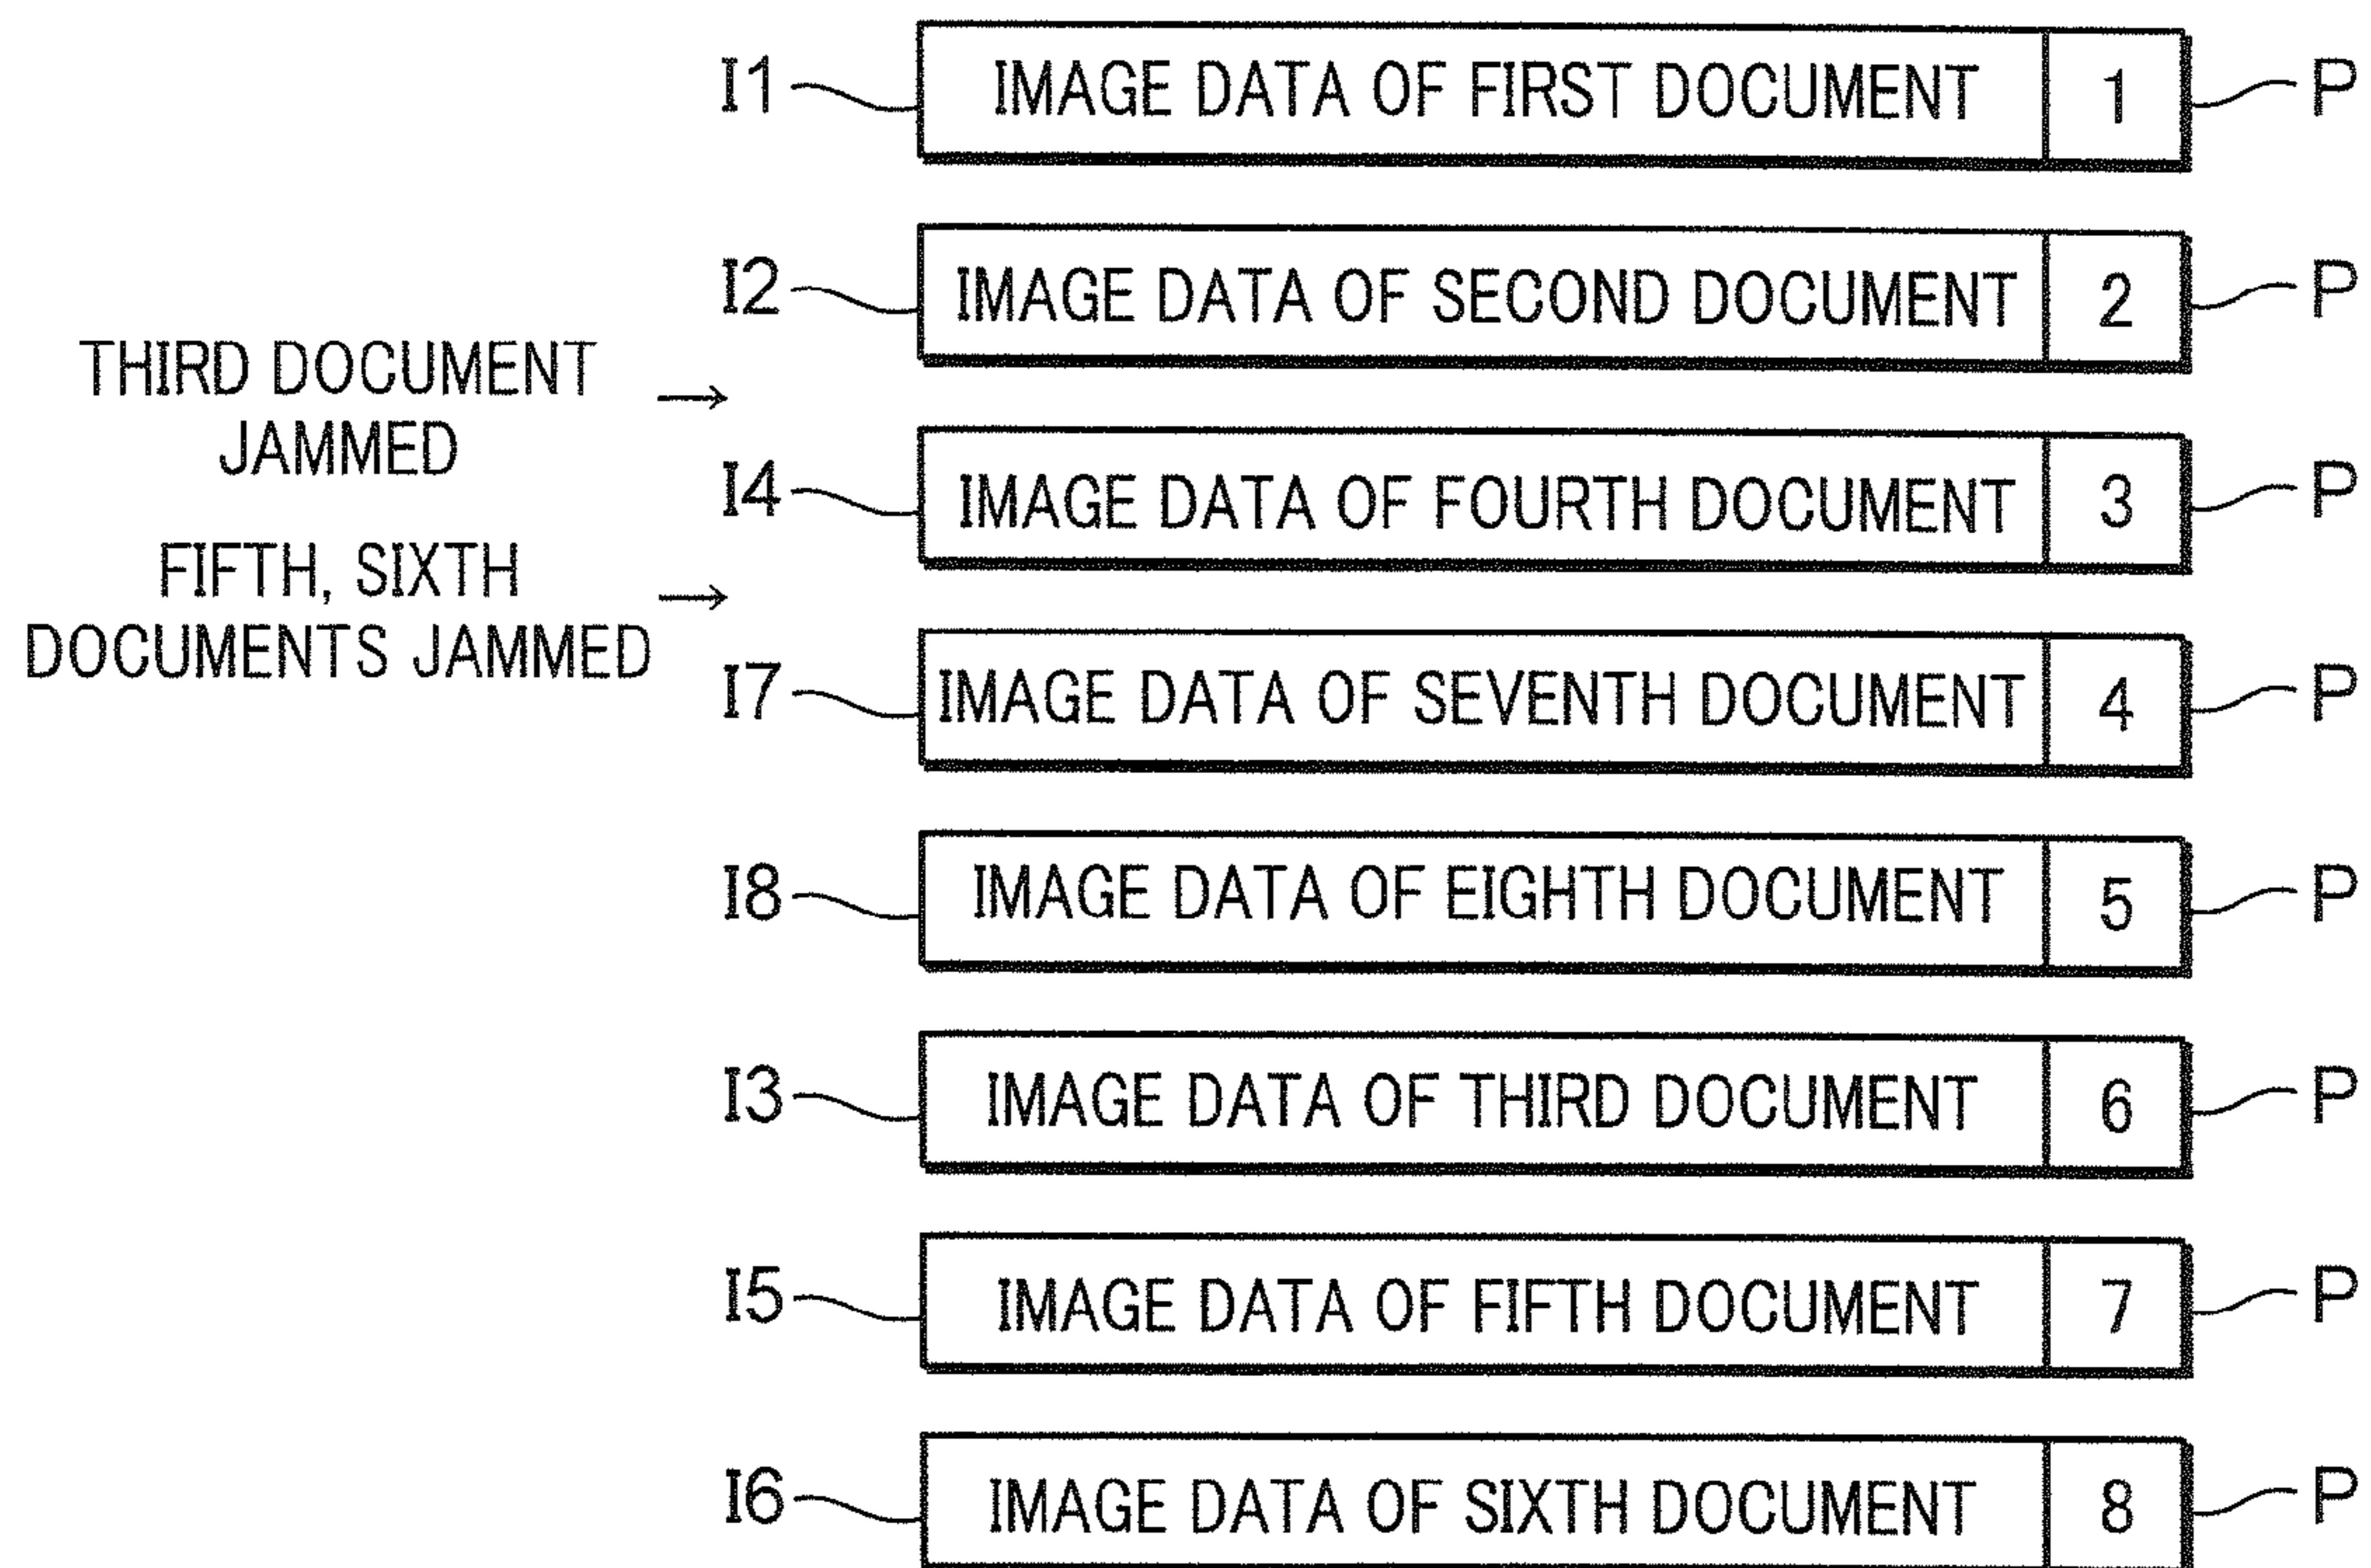 I1 IMAGE DATA OF FIRST DOCUMENT 1 P
I2 IMAGE DATA OF SECOND DOCUMENT 2 P
THIRD DOCUMENT
JAMMED →
I4 IMAGE DATA OF FOURTH DOCUMENT 3 P
FIFTH, SIXTH
DOCUMENTS JAMMED →
I7 IMAGE DATA OF SEVENTH DOCUMENT 4 P
I8 IMAGE DATA OF EIGHTH DOCUMENT 5 P
I3 IMAGE DATA OF THIRD DOCUMENT 6 P
I5 IMAGE DATA OF FIFTH DOCUMENT 7 P
I6 IMAGE DATA OF SIXTH DOCUMENT 8 P